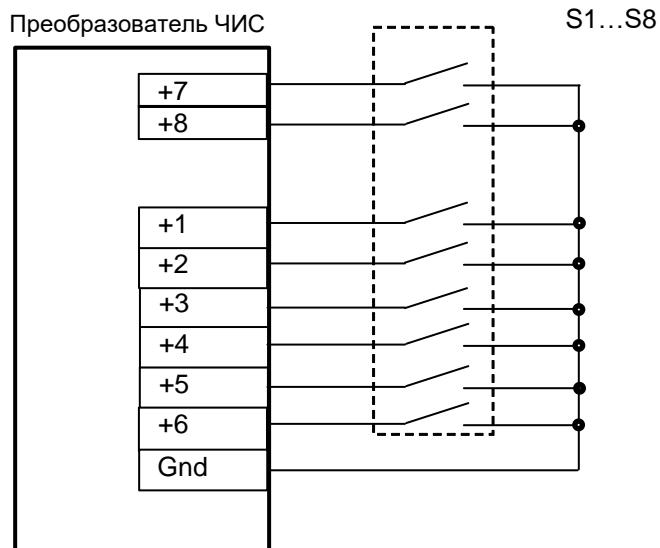 S1…S8
Преобразователь ЧИС
+7
+8
+1
+2
+3
+4
+5
+6
Gnd